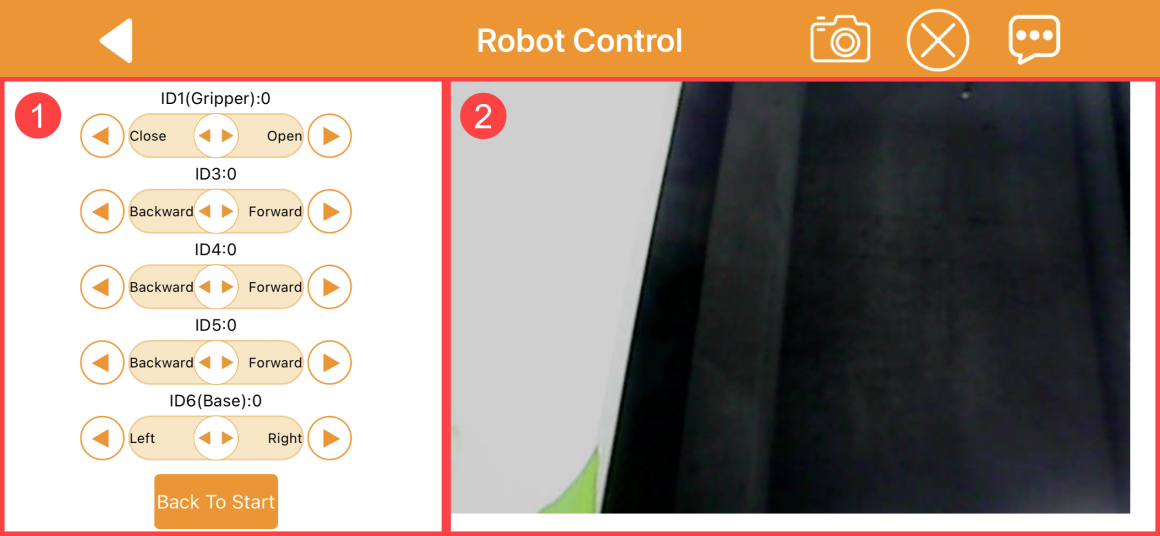 Robot Control
1
ID1(Gripper):0
Close Open
ID3:0
Backward Forward
ID4:0
Backward Forward
ID5:0
Backward Forward
ID6(Base):0
Left Right
Back To Start
2